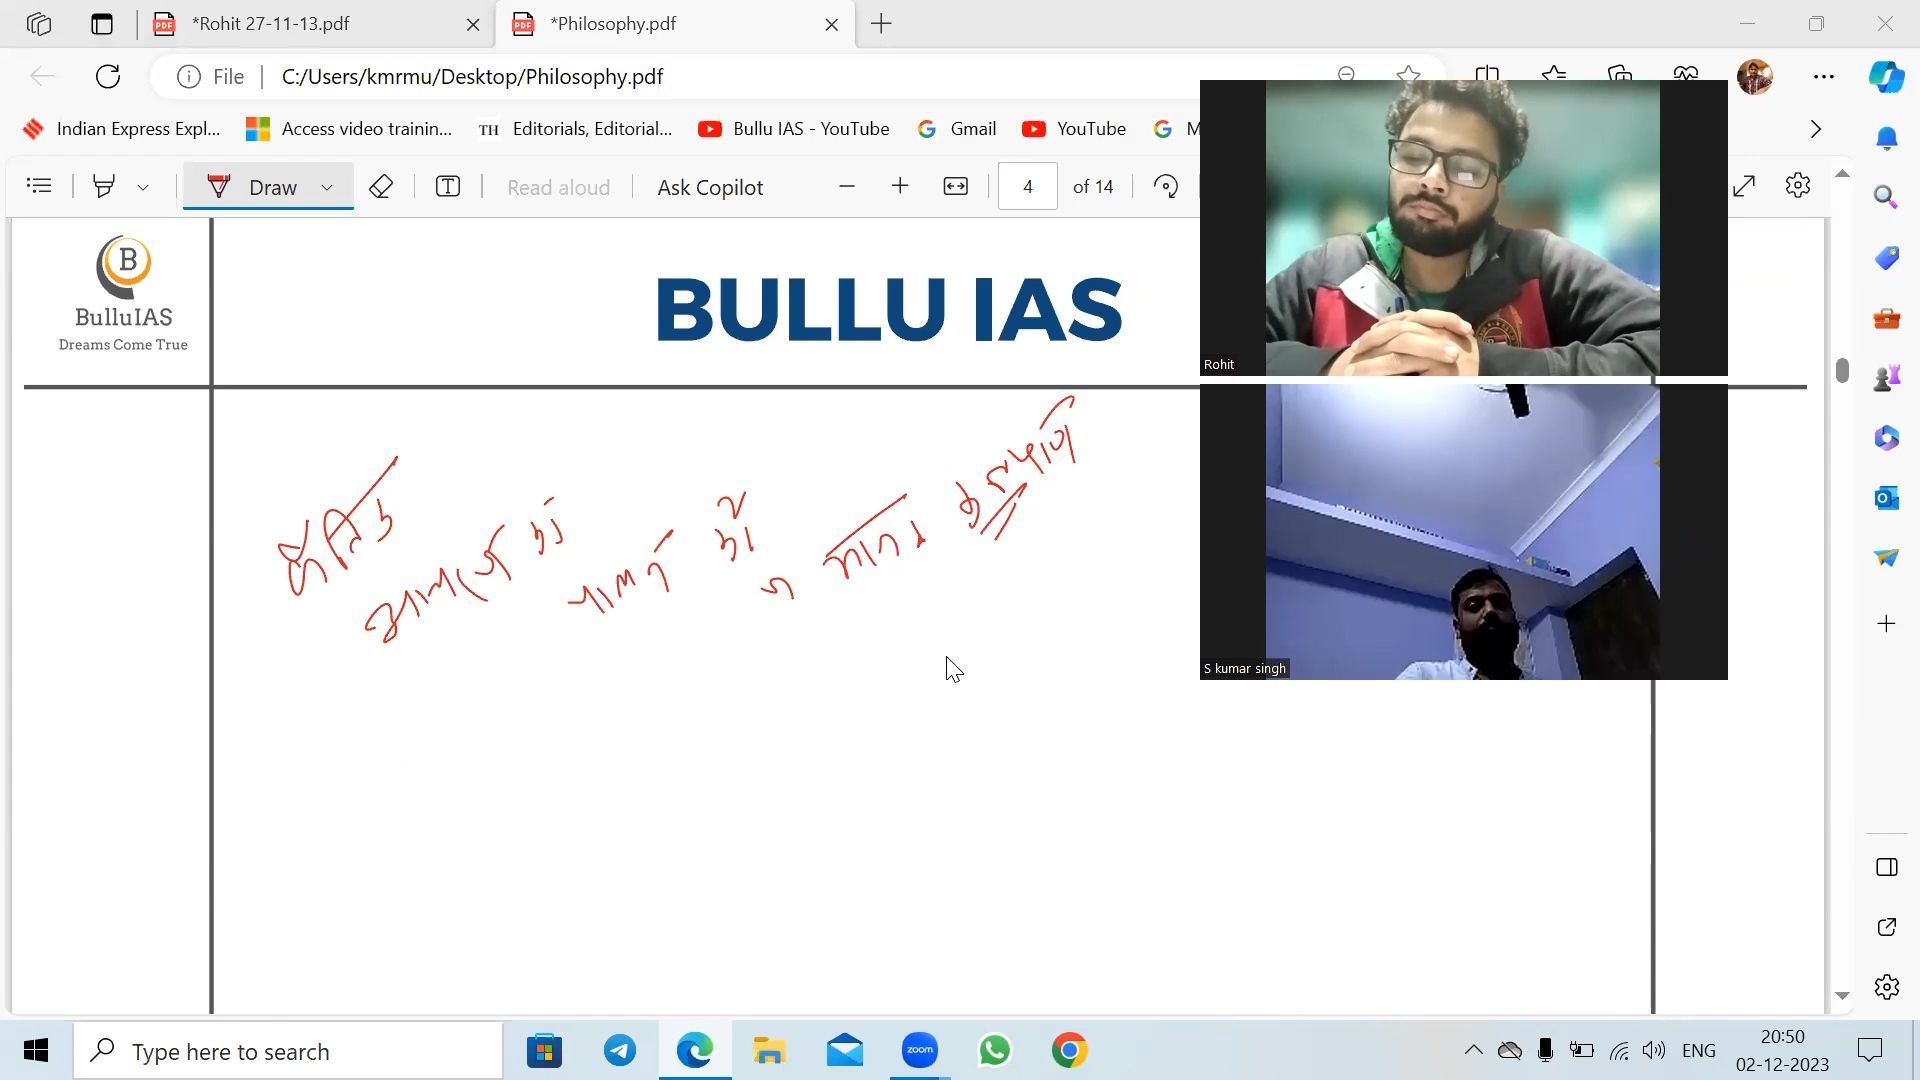 *Rohit 27-11-13.pdf
*Philosophy.pdf
File
C:/Users/kmrmu/Desktop/Philosophy.pdf
Indian Express Expl...
Access video trainin...
TH Editorials, Editorial...
Bullu IAS - YouTube
Gmail
YouTube
M
Draw
Read aloud
Ask Copilot
4 of 14
B
BulluIAS
Dreams Come True
BULLU IAS
Rohit
S kumar singh
Type here to search
zoom
ENG
20:50
02-12-2023